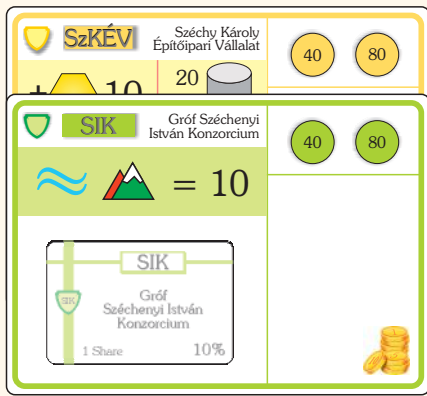 SzKÉV
Széchy Károly
Építőipari Vállalat
40 80
+ 10
20
SIK
Gróf Széchenyi
István Konzorcium
40 80
= 10
SIK
SIK
Gróf
Széchenyi István
Konzorcium
1 Share 10%